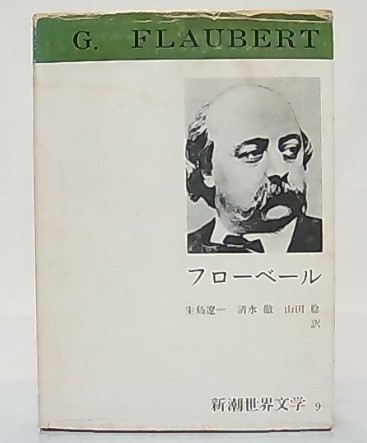 G. FLAUBERT
フローベール
生島遼一 清水 徹 山田 稔
訳
新潮世界文学 9